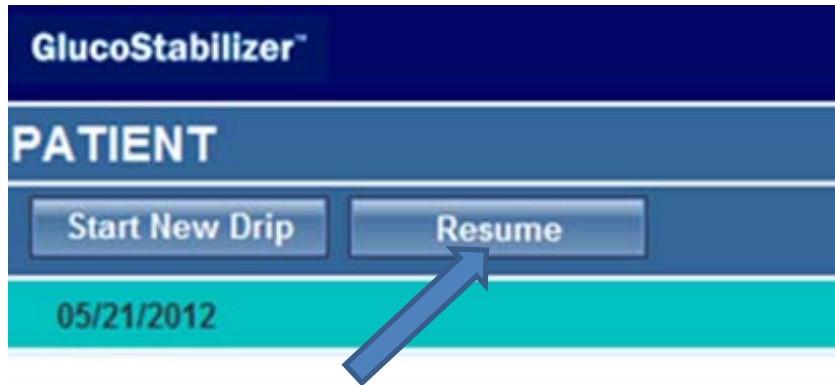 GlucoStabilizer™
PATIENT
Start New Drip Resume
05/21/2012